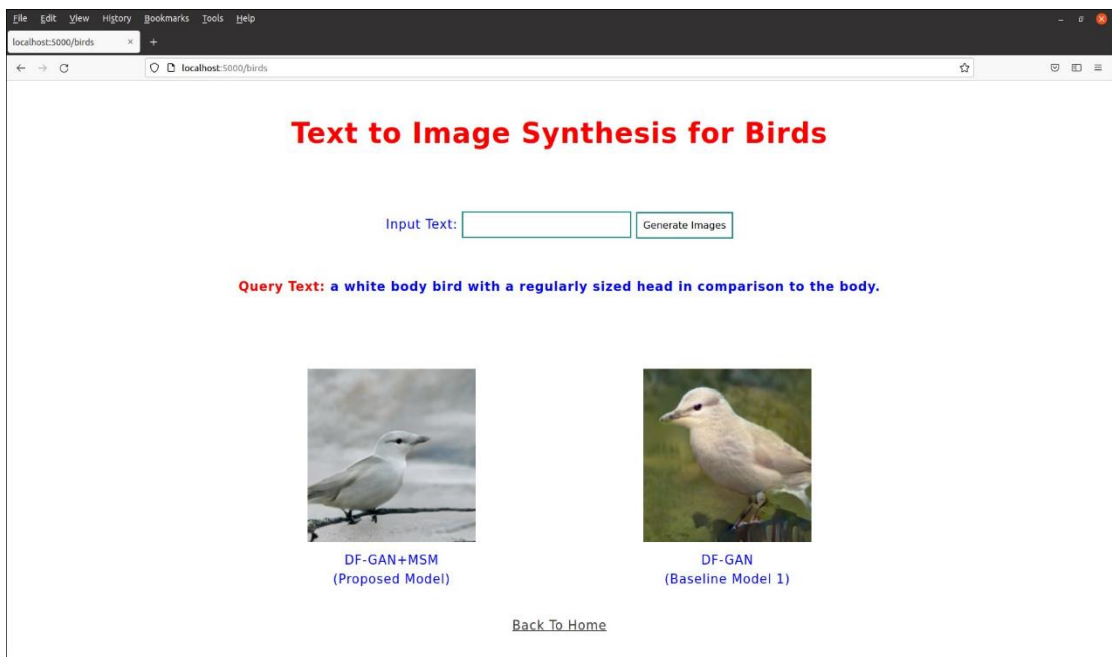 File Edit View History Bookmarks Tools Help
localhost:5000/birds
localhost:5000/birds
Text to Image Synthesis for Birds
Input Text: Generate Images
Query Text: a white body bird with a regularly sized head in comparison to the body.
DF-GAN+MSM DF-GAN
(Proposed Model) (Baseline Model 1)
Back To Home